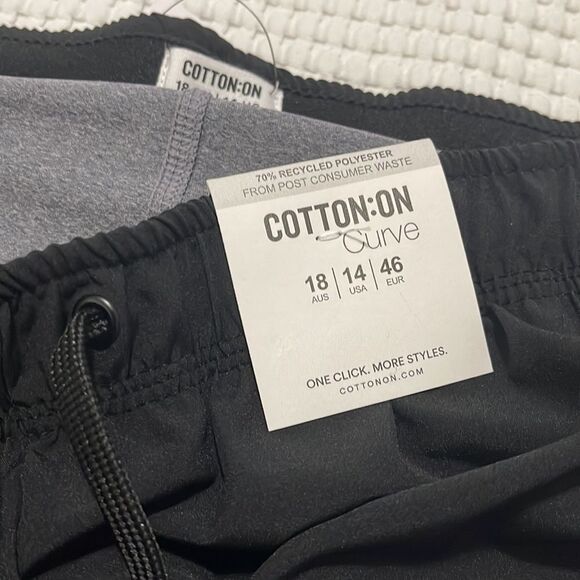 COTTON:ON
18
70% RECYCLED POLYESTER
FROM POST CONSUMER WASTE
COTTON:ON
Curve
18 | 14 | 46
AUS USA EUR
ONE CLICK. MORE STYLES.
COTTONON.COM